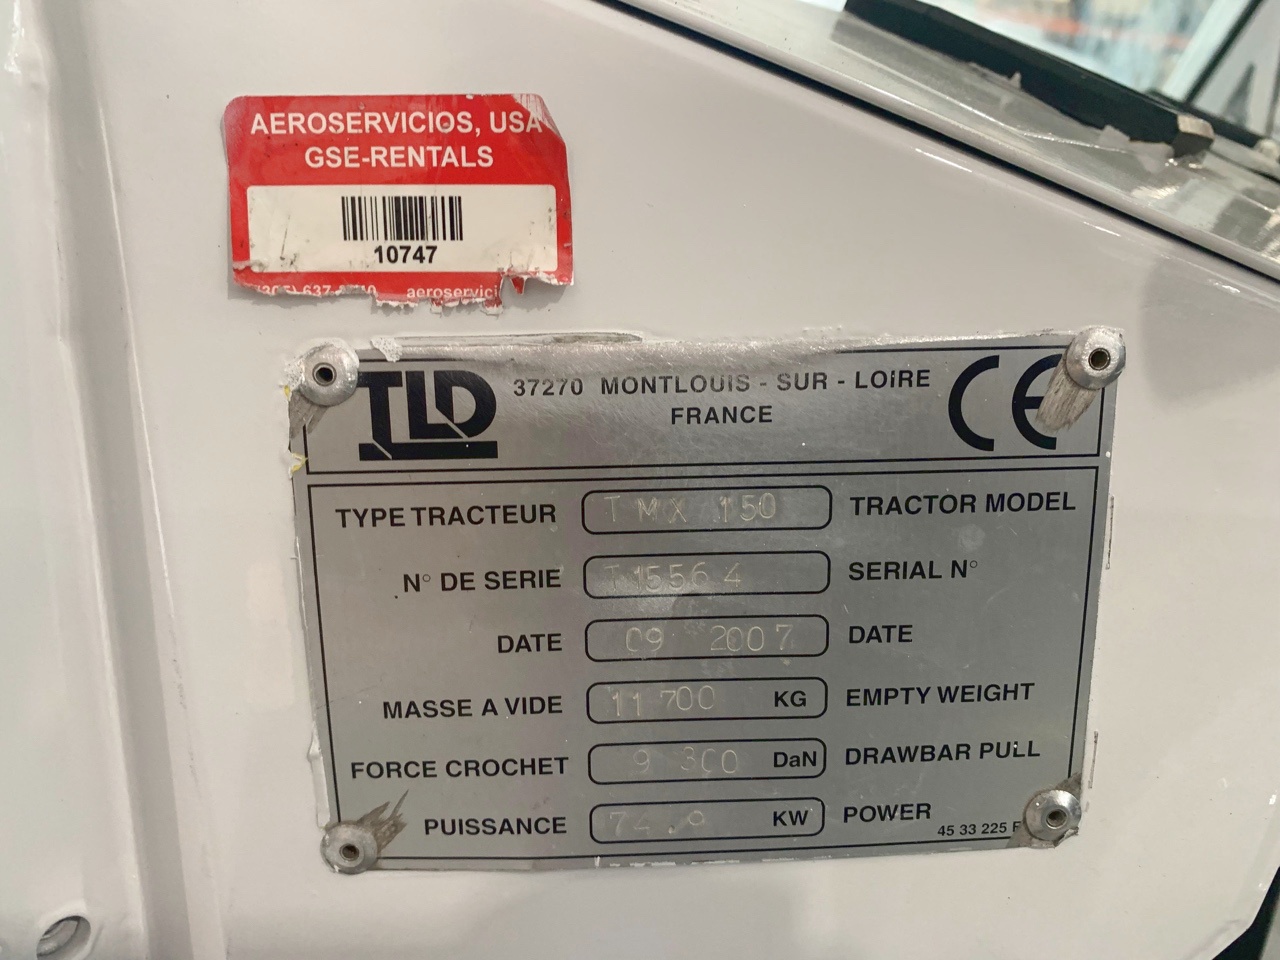 AEROSERVICIOS, USA
GSE-RENTALS
10747
aeroservici
TLD
37270 MONTLOUIS - SUR - LOIRE
FRANCE
CE
TYPE TRACTEUR TMX 150 TRACTOR MODEL
N° DE SERIE T15564 SERIAL N°
DATE 09 2007 DATE
MASSE A VIDE 11 700 KG EMPTY WEIGHT
FORCE CROCHET 9 300 DaN DRAWBAR PULL
PUISSANCE KW POWER
45 33 225